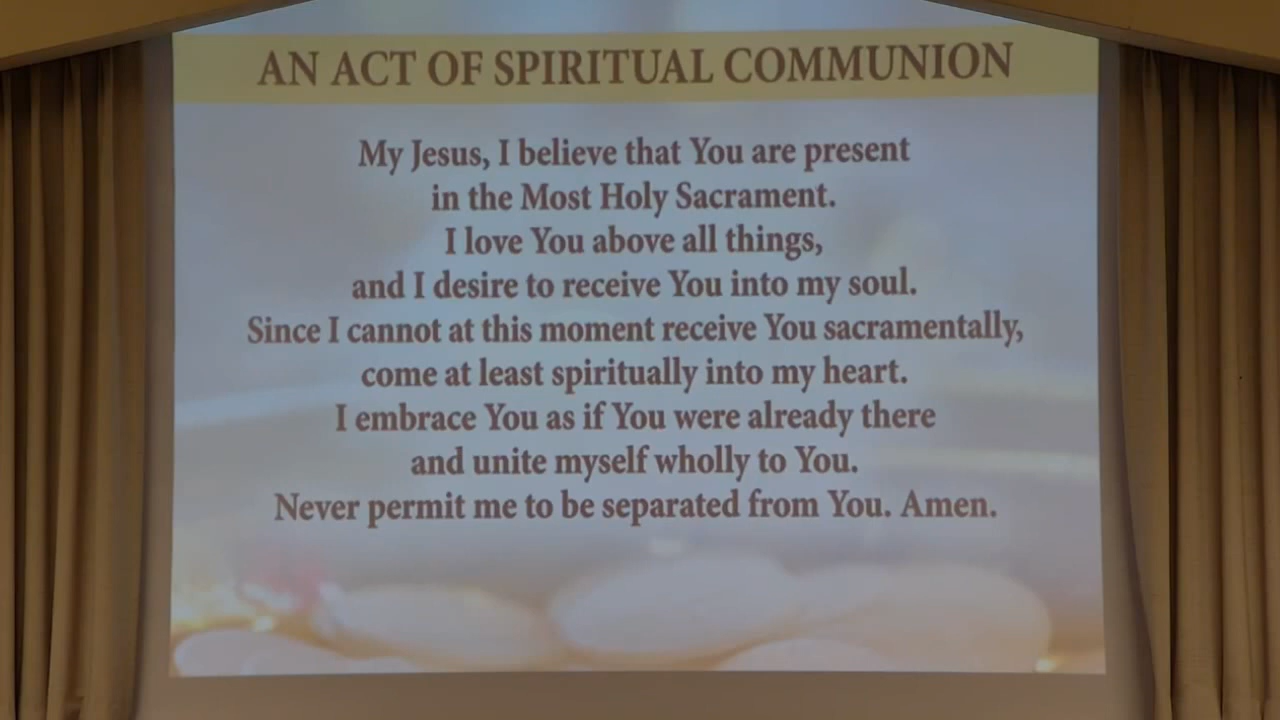 AN ACT OF SPIRITUAL COMMUNION
My Jesus, I believe that You are present
in the Most Holy Sacrament.
I love You above all things,
and I desire to receive You into my soul.
Since I cannot at this moment receive You sacramentally,
come at least spiritually into my heart.
I embrace You as if You were already there
and unite myself wholly to You.
Never permit me to be separated from You. Amen.